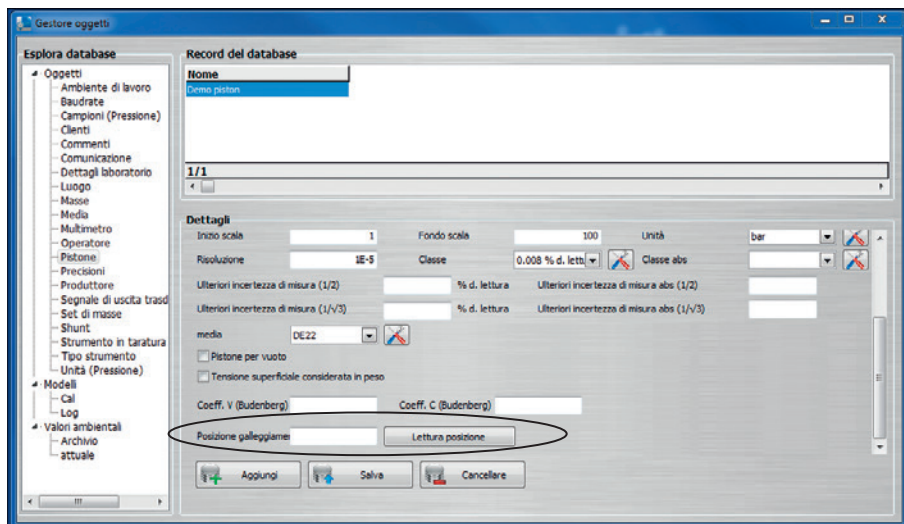 Gestore oggetti
Esplora database
Oggetti
Ambiente di lavoro
Baudrate
Campioni (Pressione)
Clienti
Commenti
Comunicazione
Dettagli laboratorio
Luogo
Masse
Media
Multimetro
Operatore
Pistone
Precisioni
Produttore
Segnale di uscita trasd
Set di masse
Shunt
Strumento in taratura
Tipo strumento
Unità (Pressione)
Modelli
Cal
Log
Valori ambientali
Archivio
attuale
Record del database
Nome
Demo piston
1/1
Dettagli
Inizio scala 1 Fondo scala 100 Unità bar
Risoluzione 1E-5 Classe 0.008 % d. lett Classe abs
Ulteriori incertezza di misura (1/2) % d. lettura Ulteriori incertezza di misura abs (1/2)
Ulteriori incertezza di misura (1/√3) % d. lettura Ulteriori incertezza di misura abs (1/√3)
media DE22
Pistone per vuoto
Tensione superficiale considerata in peso
Coeff. V (Budenberg) Coeff. C (Budenberg)
Posizione galleggiamer Lettura posizione
Aggiungi Salva Cancellare